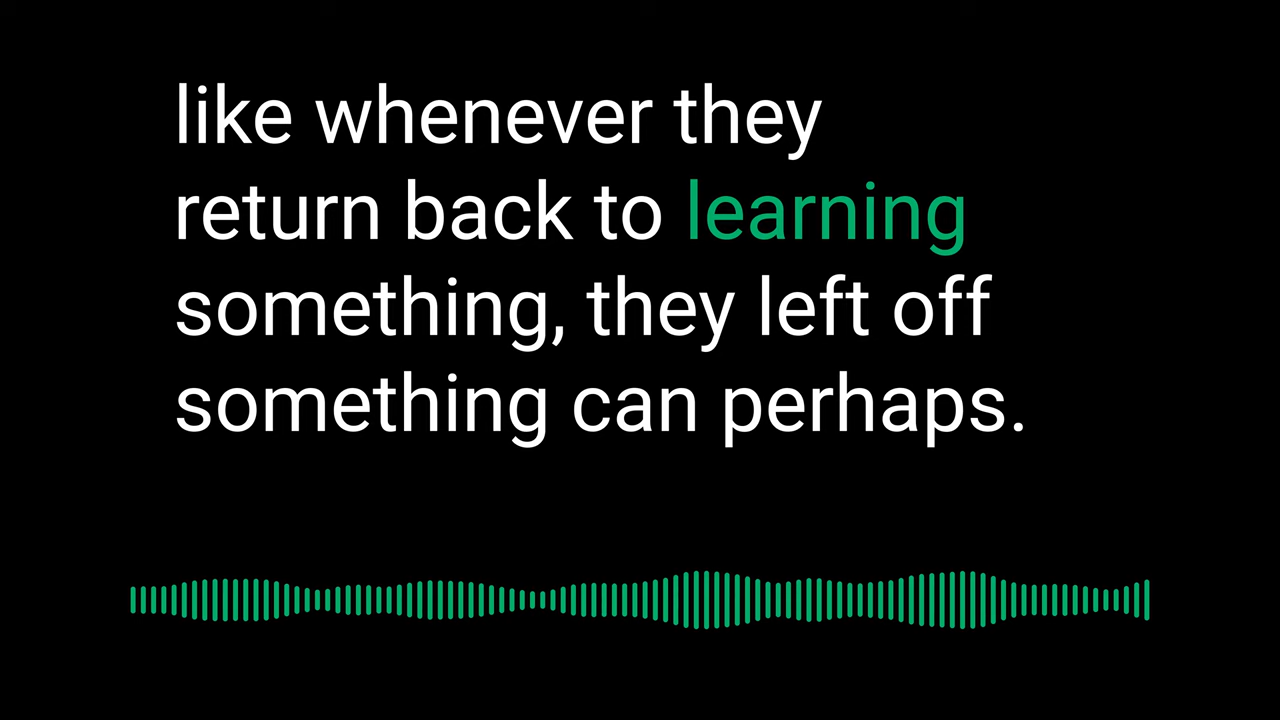 like whenever they
return back to learning
something, they left off
something can perhaps.